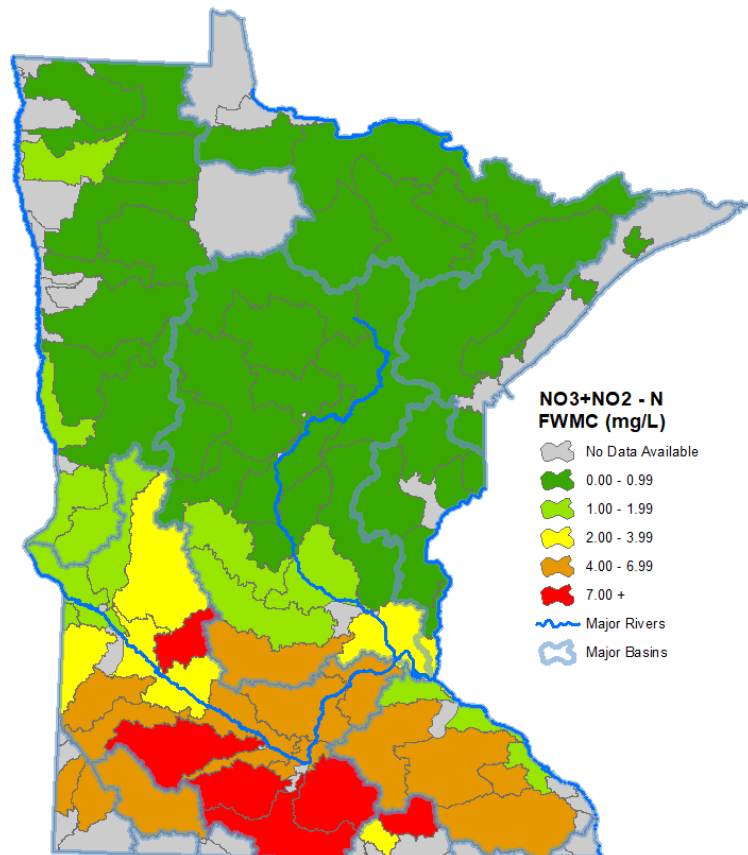 NO3+NO2 - N
FWMC (mg/L)
No Data Available
0.00 - 0.99
1.00 - 1.99
2.00 - 3.99
4.00 - 6.99
7.00 +
Major Rivers
Major Basins